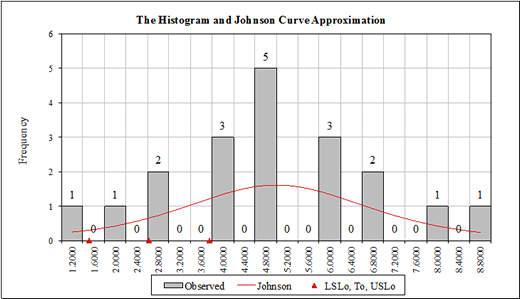 The Histogram and Johnson Curve Approximation
6
5
4
3
2
1
0
Frequency
1 0 1 0 2 0 0 3 0 5 0 0 3 0 2 0 0 1 0 1
1.2000 1.6000 2.0000 2.4000 2.8000 3.2000 3.6000 4.0000 4.4000 4.8000 5.2000 5.6000 6.0000 6.4000 6.8000 7.2000 7.6000 8.0000 8.4000 8.8000
Observed Johnson LSLo, To, USLo